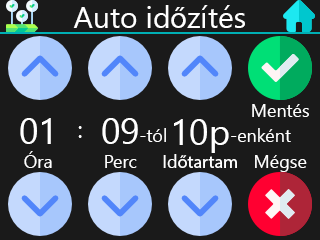 Auto időzítés
Mentés
01 : 09-tól 10p-enként
Óra Perc Időtartam Mégse